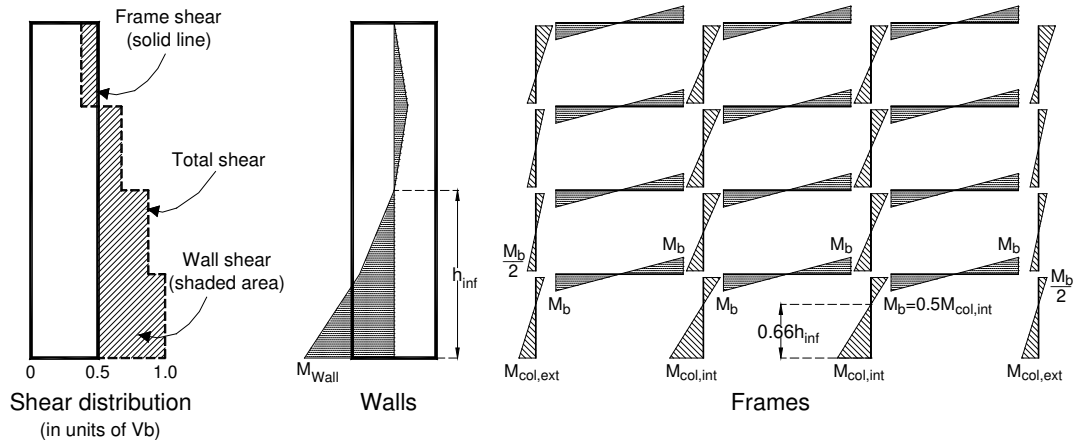 Frame shear
(solid line)
Total shear
Wall shear
(shaded area)
0 0.5 1.0
Shear distribution
(in units of Vb)
h_inf
M_Wall
Walls
M_b
2
M_b
M_b
M_b
M_b
M_b
2
M_b
M_b=0.5M_col,int
0.66h_inf
M_col,ext
M_col,int
M_col,int
M_col,ext
Frames